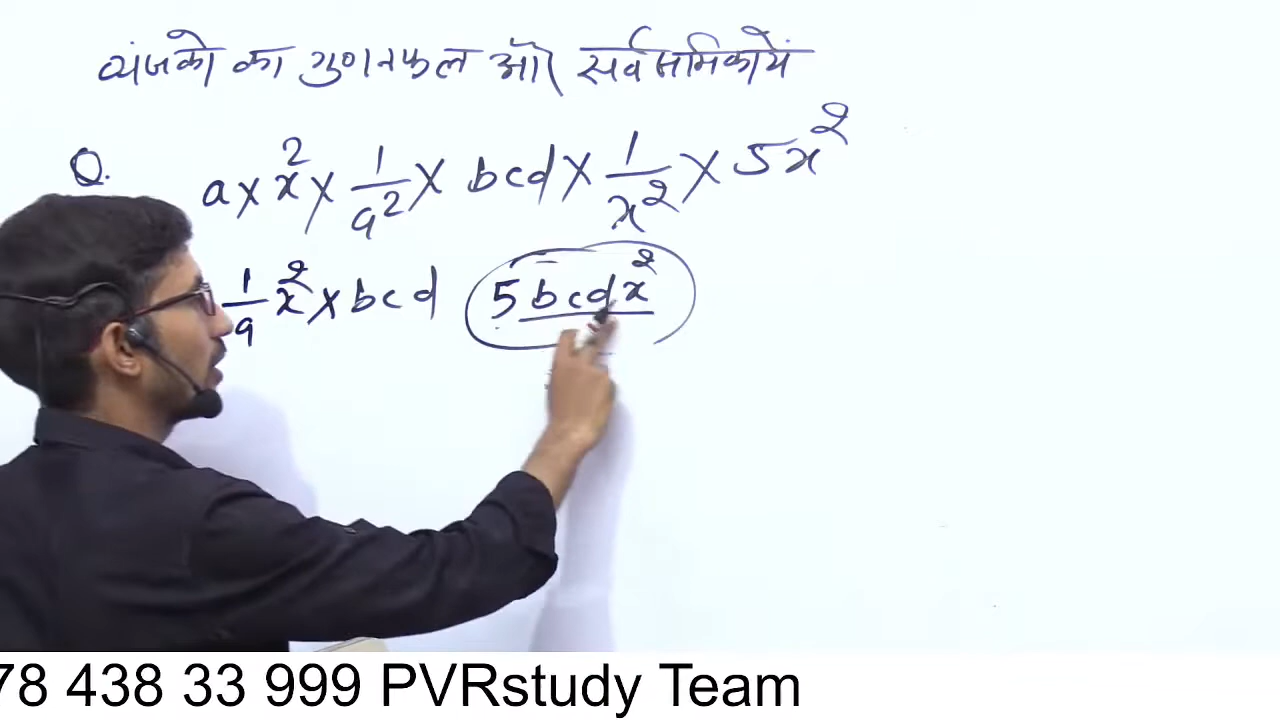 व्यंजको का गुणनफल और सर्वसमिकायें
Q. a × x² × 1/a² × bcd × 1/x² × 5x²
1/a x² × bcd 5bcdx²
78 438 33 999 PVRstudy Team